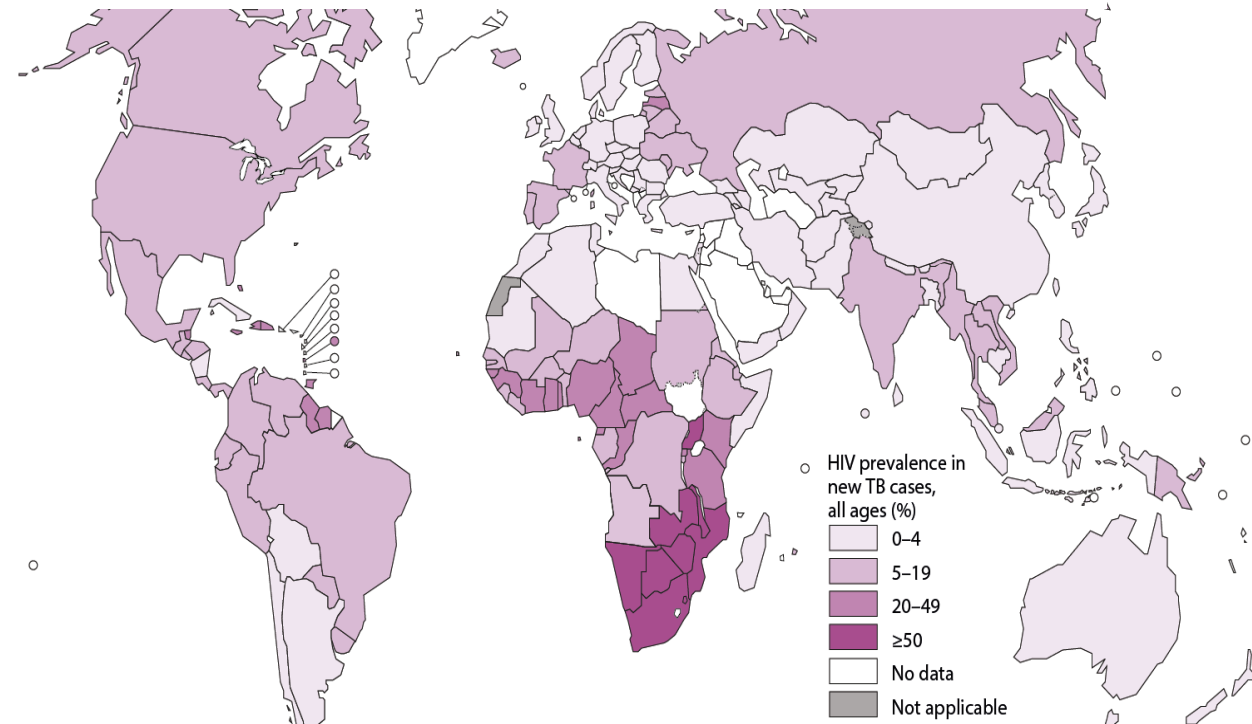 HIV prevalence in
new TB cases,
all ages (%)
0–4
5–19
20–49
≥50
No data
Not applicable